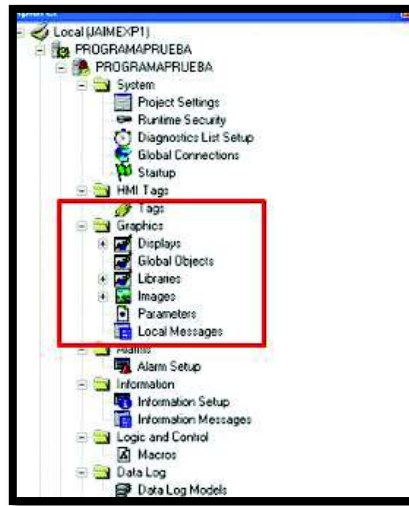 Local (JAIMEXP1)
PROGRAMAPRUEBA
PROGRAMAPRUEBA
System
Project Settings
Runtime Security
Diagnostics List Setup
Global Connections
Startup
HMI Tags
Tags
Graphics
Displays
Global Objects
Libraries
Images
Parameters
Local Messages
Alarms
Alarm Setup
Information
Information Setup
Information Messages
Logic and Control
Macros
Data Log
Data Log Models